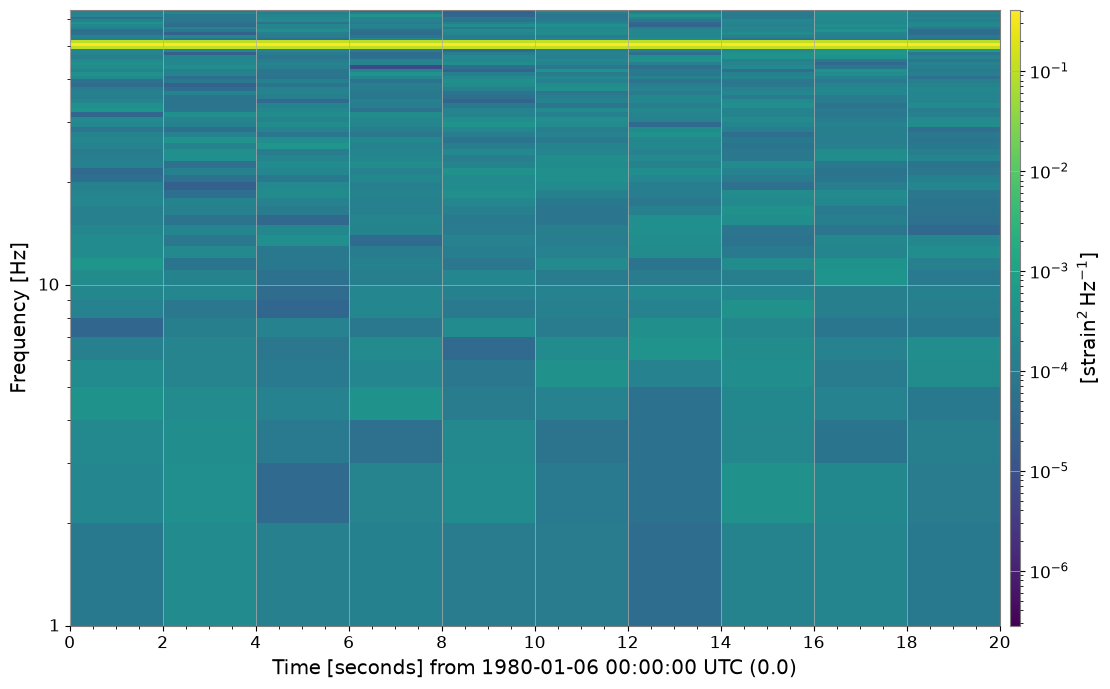 Frequency [Hz]
10
1
0 2 4 6 8 10 12 14 16 18 20
Time [seconds] from 1980-01-06 00:00:00 UTC (0.0)
10⁻¹
10⁻²
10⁻³
10⁻⁴
10⁻⁵
10⁻⁶
[strain² Hz⁻¹]